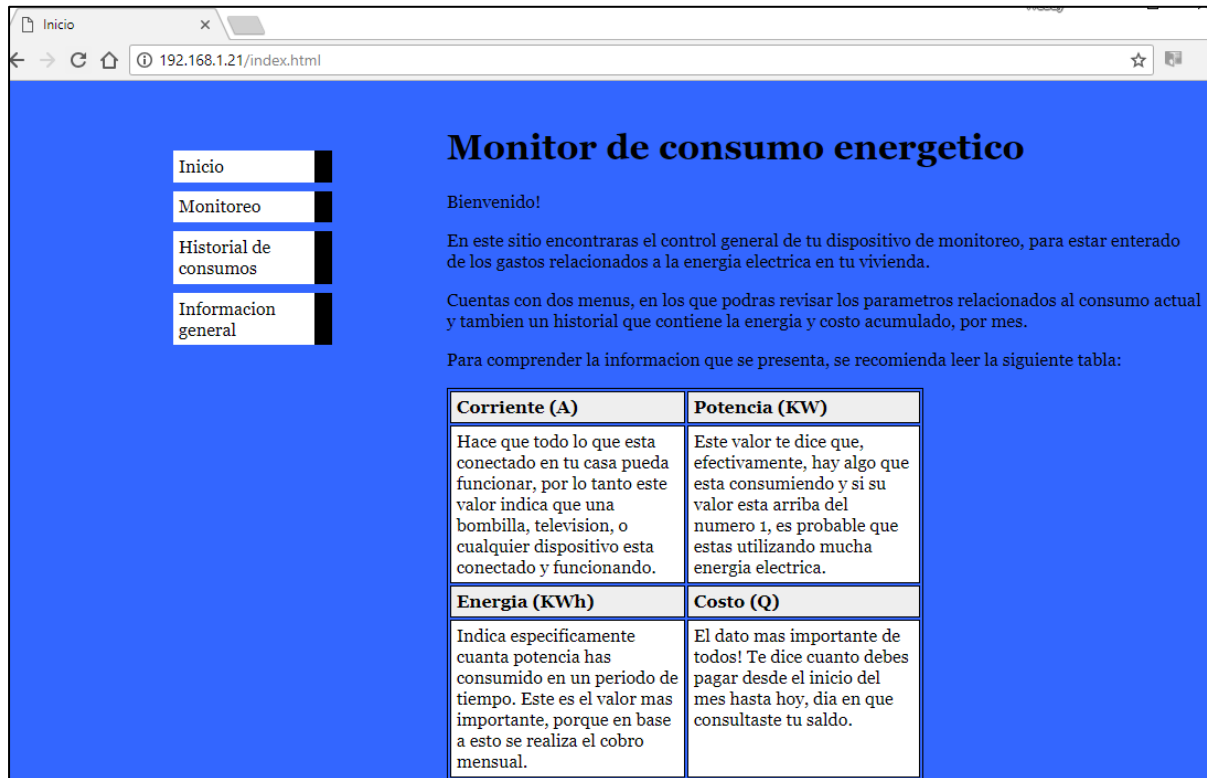 Inicio
192.168.1.21/index.html
Inicio
Monitoreo
Historial de
consumos
Informacion
general
Monitor de consumo energetico
Bienvenido!
En este sitio encontraras el control general de tu dispositivo de monitoreo, para estar enterado
de los gastos relacionados a la energia electrica en tu vivienda.
Cuentas con dos menus, en los que podras revisar los parametros relacionados al consumo actual
y tambien un historial que contiene la energia y costo acumulado, por mes.
Para comprender la informacion que se presenta, se recomienda leer la siguiente tabla:
Corriente (A)
Hace que todo lo que esta
conectado en tu casa pueda
funcionar, por lo tanto este
valor indica que una
bombilla, television, o
cualquier dispositivo esta
conectado y funcionando.
Potencia (KW)
Este valor te dice que,
efectivamente, hay algo que
esta consumiendo y si su
valor esta arriba del
numero 1, es probable que
estas utilizando mucha
energia electrica.
Energia (KWh)
Indica especificamente
cuanta potencia has
consumido en un periodo de
tiempo. Este es el valor mas
importante, porque en base
a esto se realiza el cobro
mensual.
Costo (Q)
El dato mas importante de
todos! Te dice cuanto debes
pagar desde el inicio del
mes hasta hoy, dia en que
consultaste tu saldo.